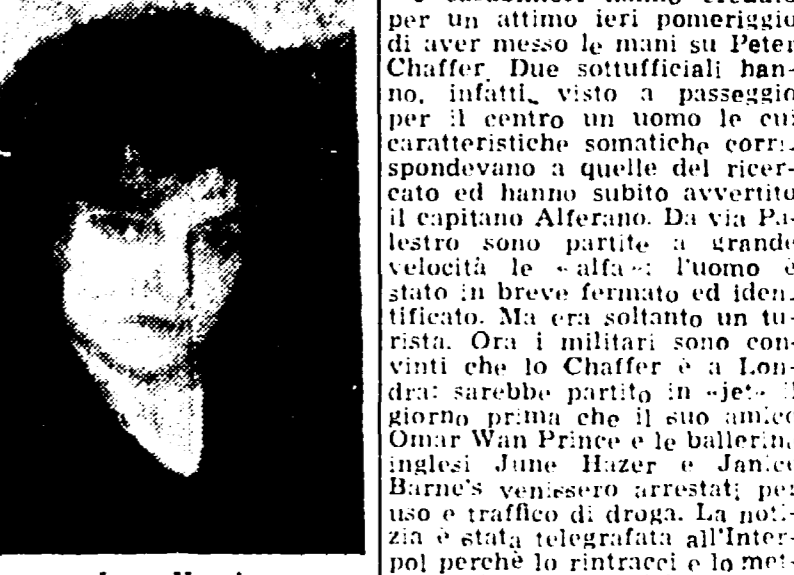 per un attimo ieri pomeriggio
di aver messo le mani su Peter
Chaffer. Due sottufficiali han-
no, infatti, visto a passeggio
per il centro un uomo le cui
caratteristiche somatiche corri-
spondevano a quelle del ricer-
cato ed hanno subito avvertito
il capitano Alferano. Da via Pa-
lestro sono partite a grande
velocità le «alfa»: l'uomo è
stato in breve fermato ed iden-
tificato. Ma era soltanto un tu-
rista. Ora i militari sono con-
vinti che lo Chaffer è a Lon-
dra: sarebbe partito in «jet» il
giorno prima che il suo amico
Omar Wan Prince e le ballerine
inglesi June Hazer e Janice
Barne's venissero arrestati per
uso e traffico di droga. La noti-
zia è stata telegrafata all'Inter-
pol perchè lo rintracci e lo met-